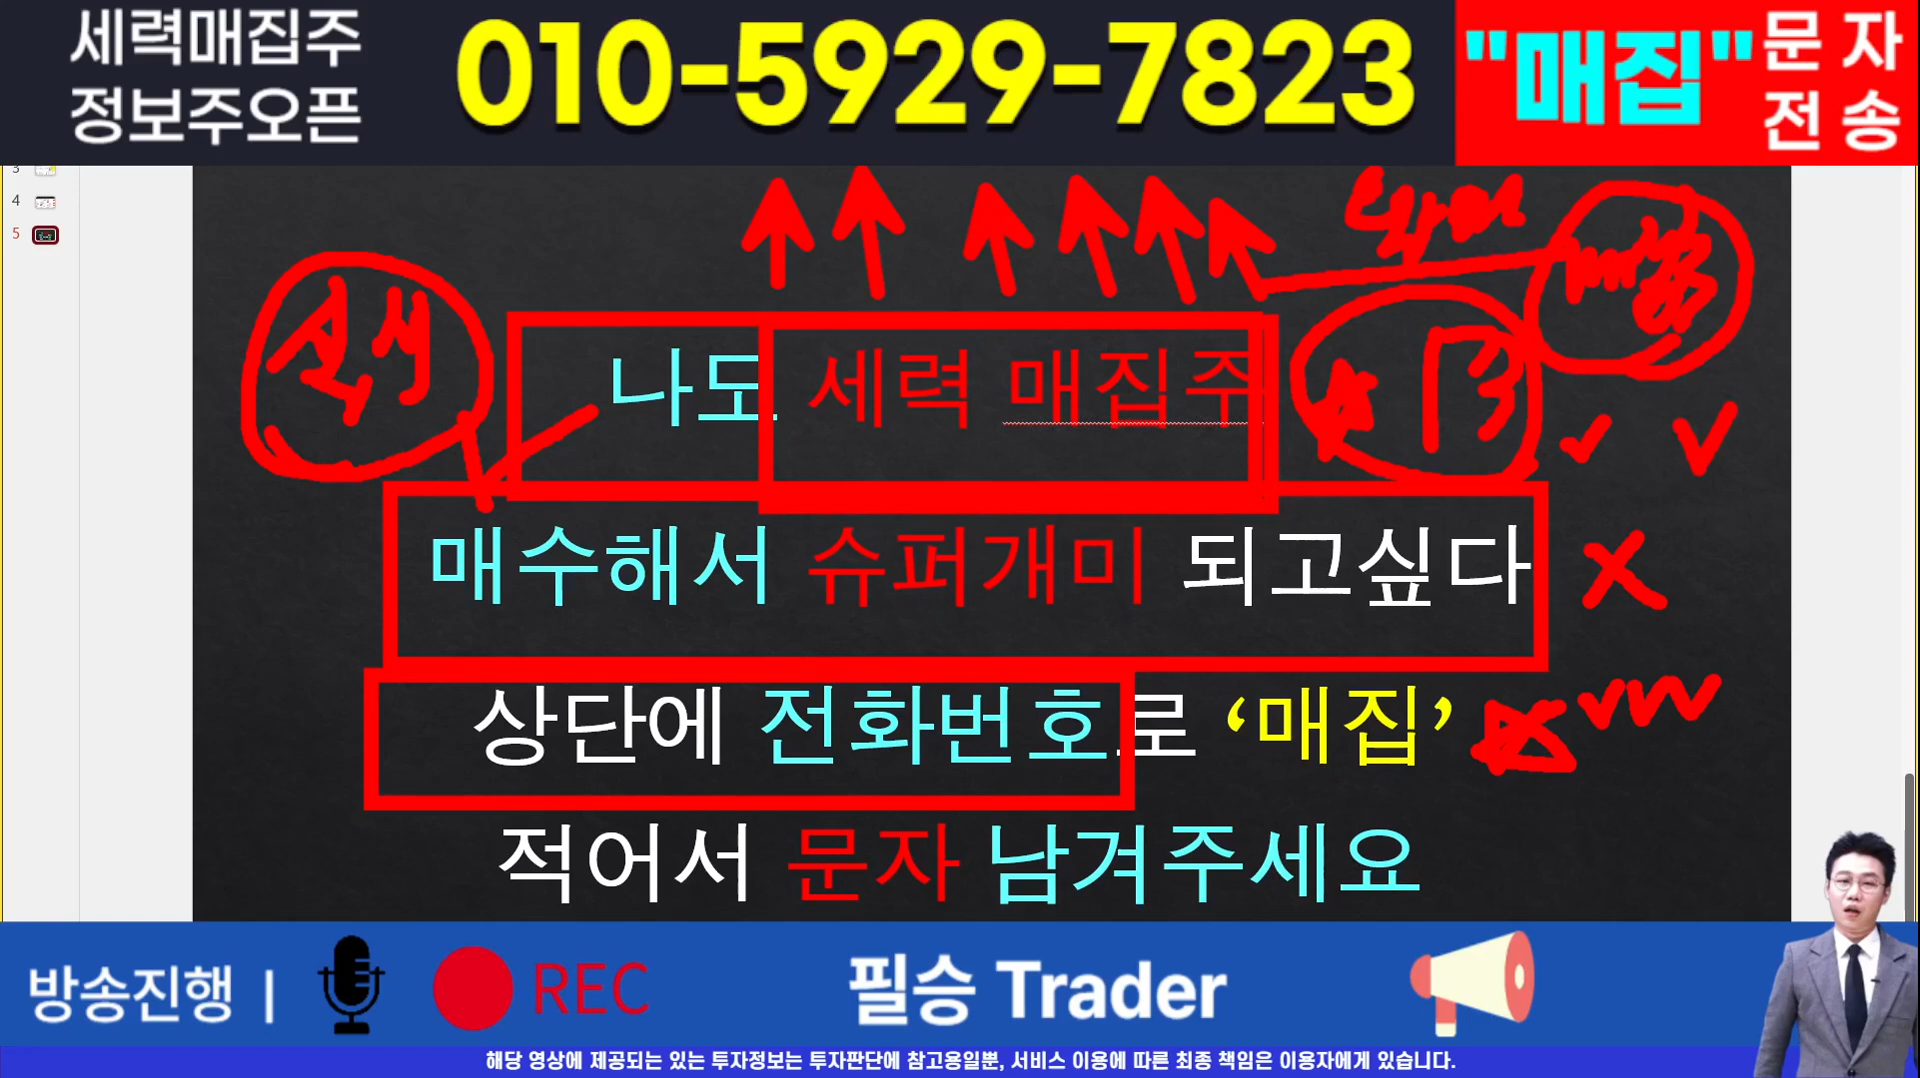 세력매집주
정보주오픈
010-5929-7823
"매집"
문자
전송
3
4
5
나도 세력 매집주
매수해서 슈퍼개미 되고싶다
상단에 전화번호로 ‘매집’
적어서 문자 남겨주세요
방송진행 |
REC
필승 Trader
해당 영상에 제공되는 있는 투자정보는 투자판단에 참고용일뿐, 서비스 이용에 따른 최종 책임은 이용자에게 있습니다.